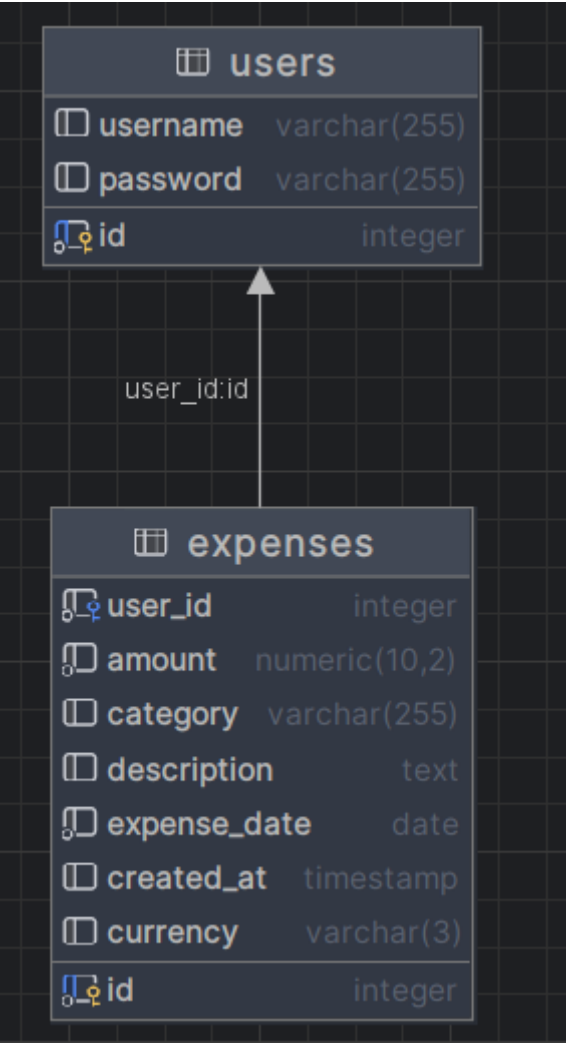 users
username varchar(255)
password varchar(255)
id integer
user_id:id
expenses
user_id integer
amount numeric(10,2)
category varchar(255)
description text
expense_date date
created_at timestamp
currency varchar(3)
id integer